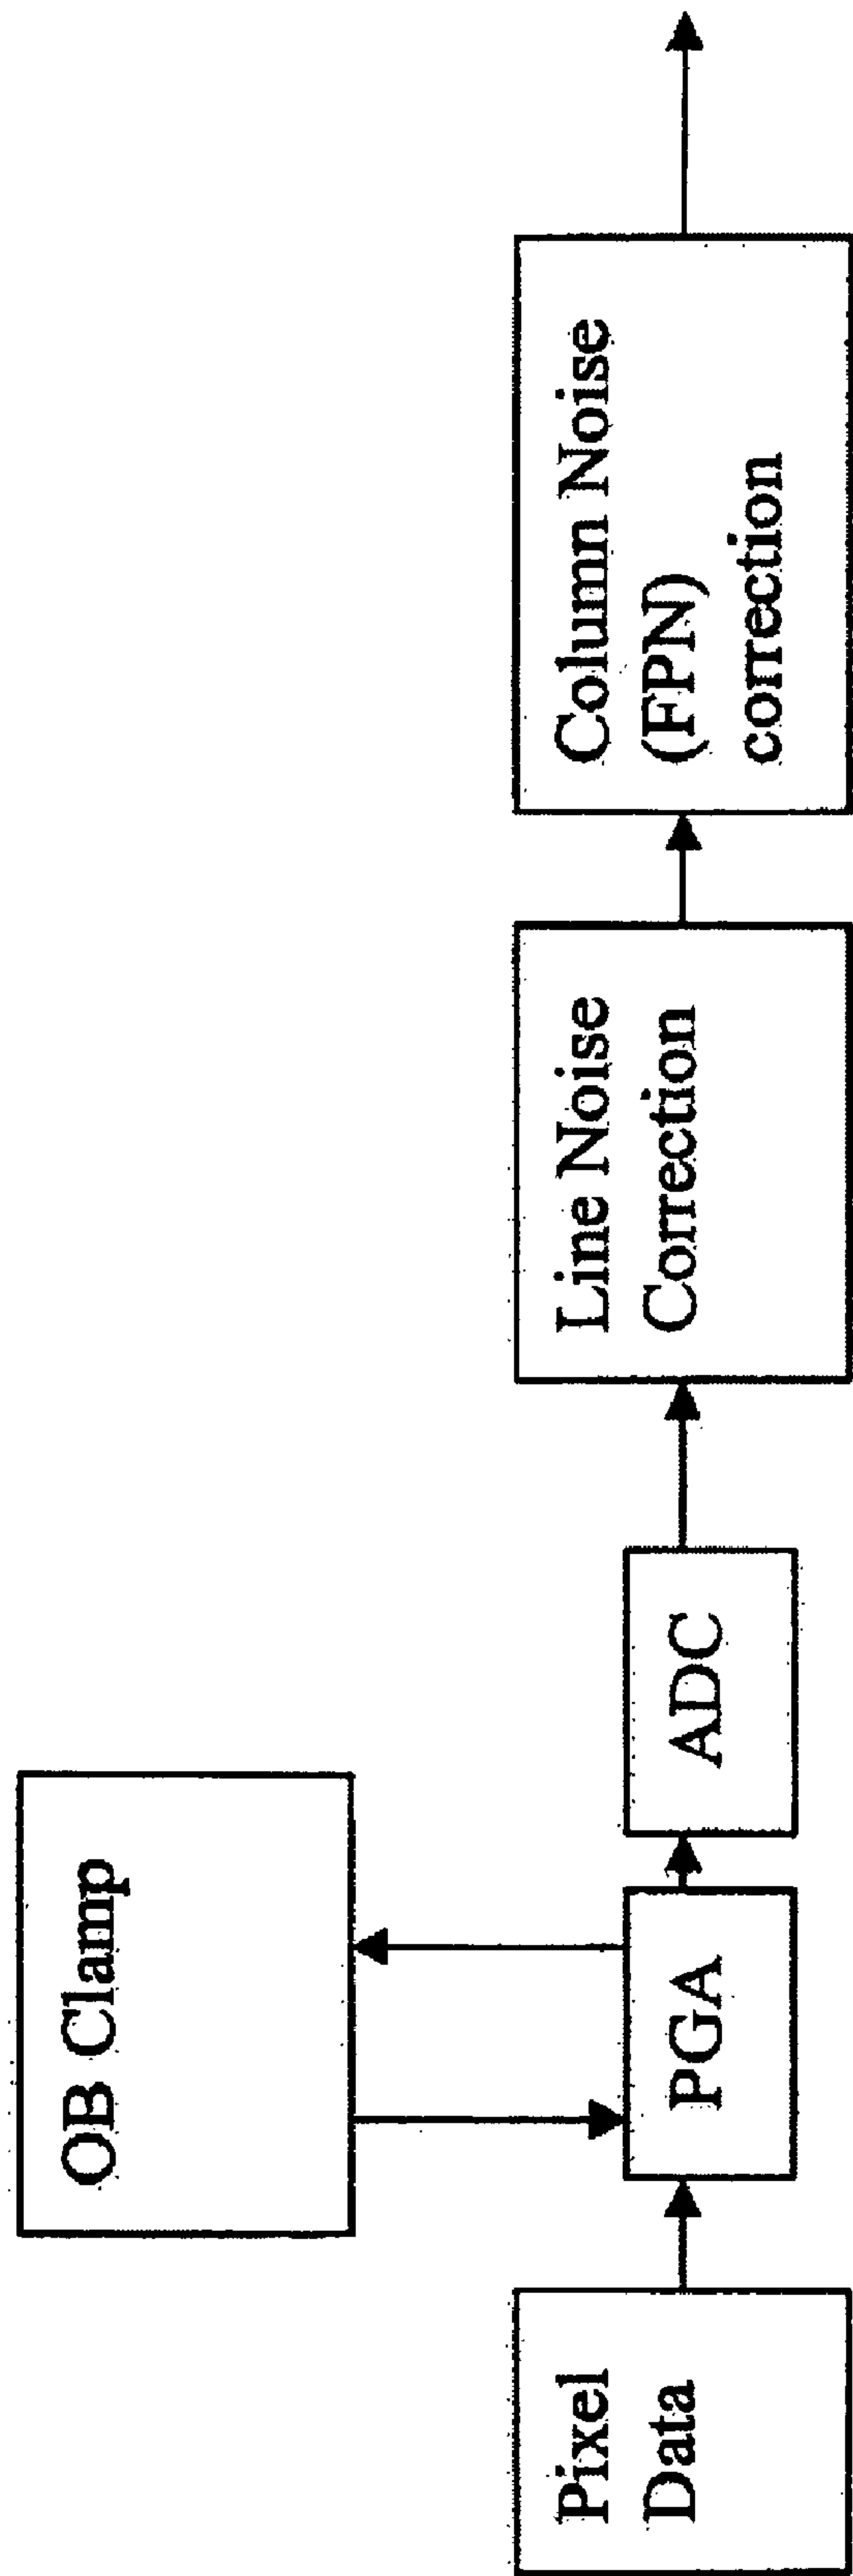 OB Clamp
Pixel
Data
PGA
ADC
Line Noise
Correction
Column Noise
(FPN)
correction